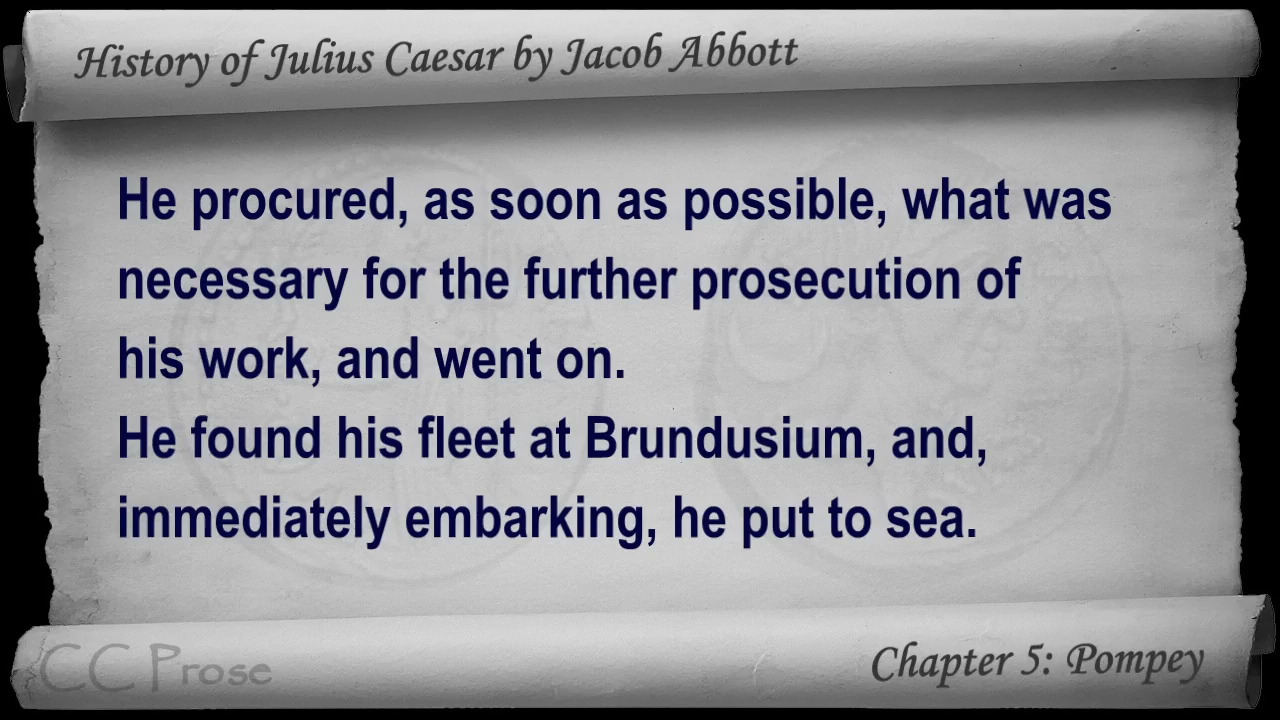 History of Julius Caesar by Jacob Abbott
He procured, as soon as possible, what was
necessary for the further prosecution of
his work, and went on.
He found his fleet at Brundusium, and,
immediately embarking, he put to sea.
CC Prose
Chapter 5: Pompey